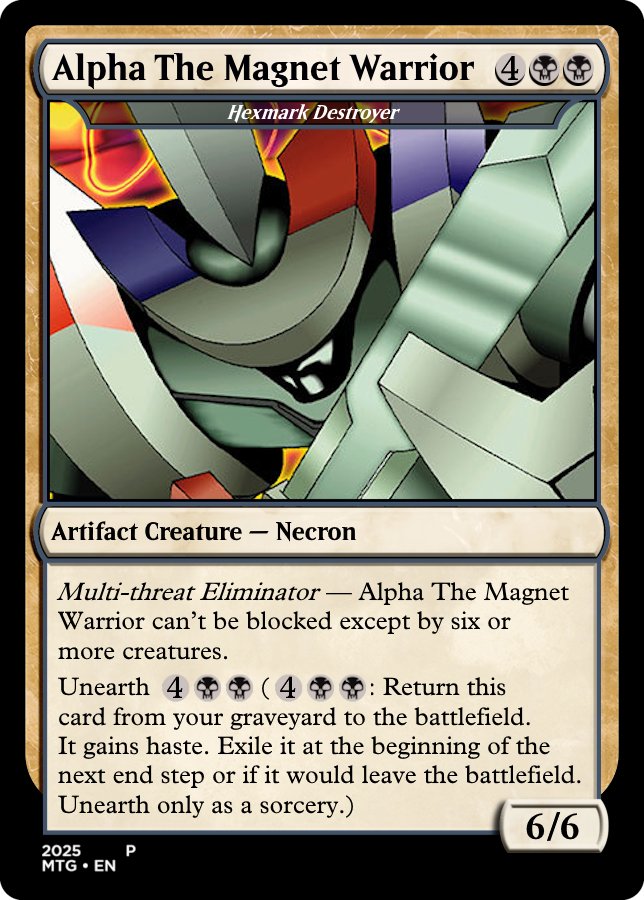 Alpha The Magnet Warrior 4
Hexmark Destroyer
Artifact Creature — Necron
Multi-threat Eliminator — Alpha The Magnet
Warrior can't be blocked except by six or
more creatures.
Unearth 4 ( 4 : Return this
card from your graveyard to the battlefield.
It gains haste. Exile it at the beginning of the
next end step or if it would leave the battlefield.
Unearth only as a sorcery.)
6/6
2025 P
MTG • EN